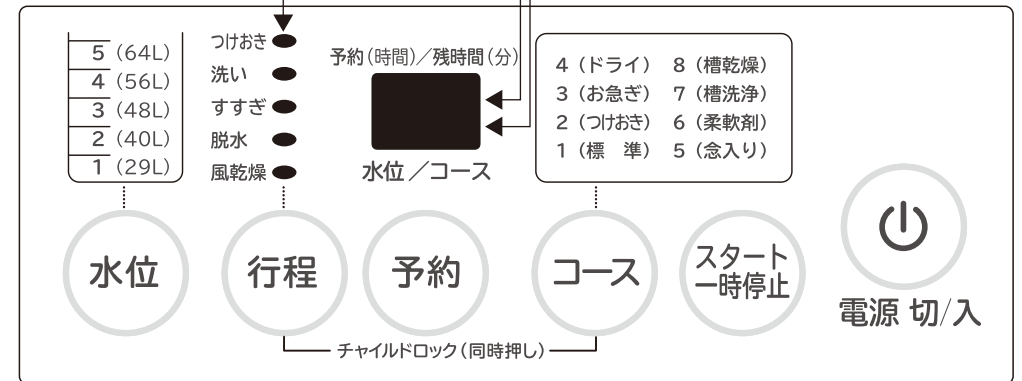 5 (64L)
4 (56L)
3 (48L)
2 (40L)
1 (29L)
つけおき
洗い
すすぎ
脱水
風乾燥
予約(時間)／残時間(分)
水位／コース
4 (ドライ) 8 (槽乾燥)
3 (お急ぎ) 7 (槽洗浄)
2 (つけおき) 6 (柔軟剤)
1 (標　準) 5 (念入り)
水位
行程
予約
コース
スタート
一時停止
電源 切/入
チャイルドロック(同時押し)